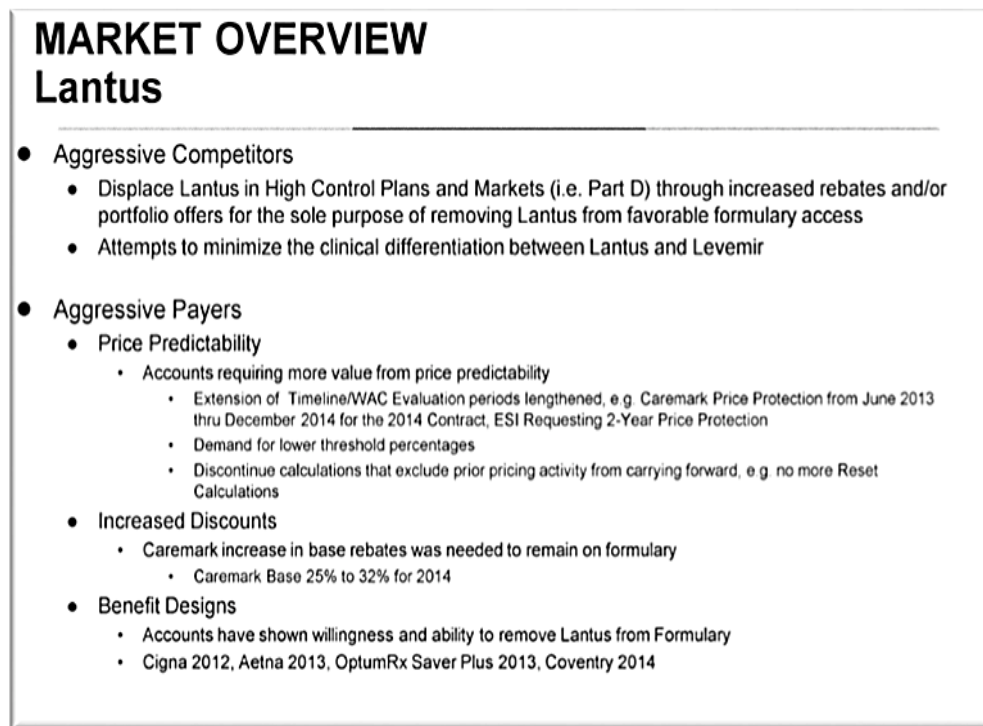 MARKET OVERVIEW
Lantus
● Aggressive Competitors
• Displace Lantus in High Control Plans and Markets (i.e. Part D) through increased rebates and/or
portfolio offers for the sole purpose of removing Lantus from favorable formulary access
• Attempts to minimize the clinical differentiation between Lantus and Levemir
● Aggressive Payers
• Price Predictability
• Accounts requiring more value from price predictability
• Extension of Timeline/WAC Evaluation periods lengthened, e.g. Caremark Price Protection from June 2013
thru December 2014 for the 2014 Contract, ESI Requesting 2-Year Price Protection
• Demand for lower threshold percentages
• Discontinue calculations that exclude prior pricing activity from carrying forward, e g. no more Reset
Calculations
• Increased Discounts
• Caremark increase in base rebates was needed to remain on formulary
• Caremark Base 25% to 32% for 2014
• Benefit Designs
• Accounts have shown willingness and ability to remove Lantus from Formulary
• Cigna 2012, Aetna 2013, OptumRx Saver Plus 2013, Coventry 2014